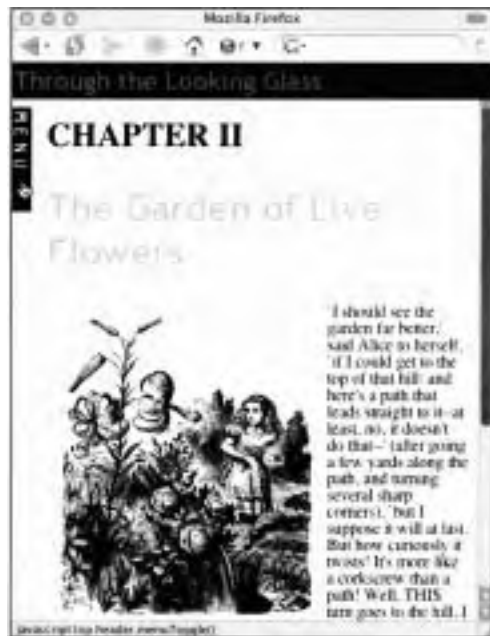 Mozilla Firefox
Through the Looking Glass
MENU
CHAPTER II
The Garden of Live
Flowers
`I should see the
garden far better,'
said Alice to herself,
`if I could get to the
top of that hill: and
here's a path that
leads straight to it--at
least, no, it doesn't
do that--' (after going
a few yards along the
path, and turning
several sharp
corners), `but I
suppose it will at last.
But how curiously it
twists! It's more like
a corkscrew than a
path! Well, THIS
turn goes to the hill, I
javascript:top.header.menuToggle()